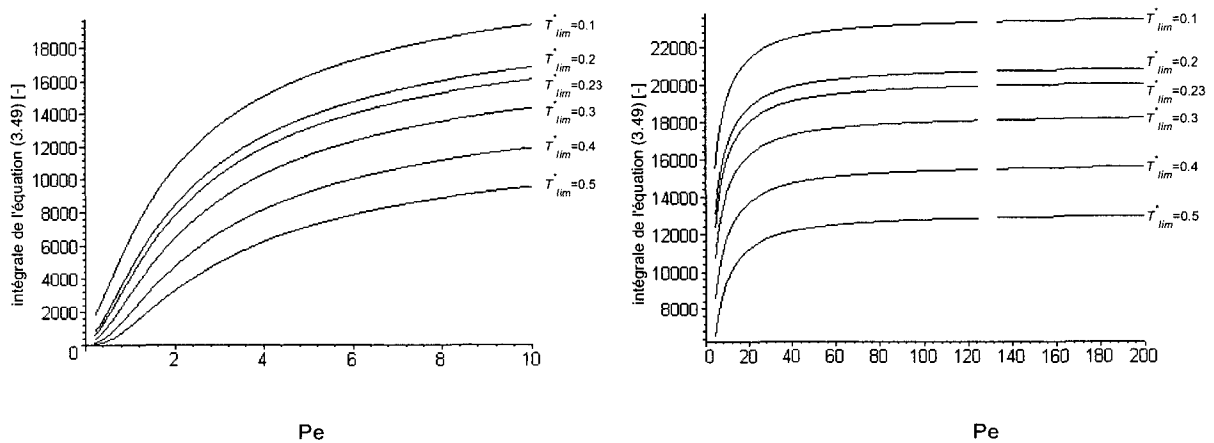 intégrale de l'équation (3.49) [-]
18000
16000
14000
12000
10000
8000
6000
4000
2000
0
2
4
6
8
10
T*lim=0.1
T*lim=0.2
T*lim=0.23
T*lim=0.3
T*lim=0.4
T*lim=0.5
Pe
intégrale de l'équation (3.49) [-]
22000
20000
18000
16000
14000
12000
10000
8000
0
20
40
60
80
100
120
140
160
180
200
T*lim=0.1
T*lim=0.2
T*lim=0.23
T*lim=0.3
T*lim=0.4
T*lim=0.5
Pe